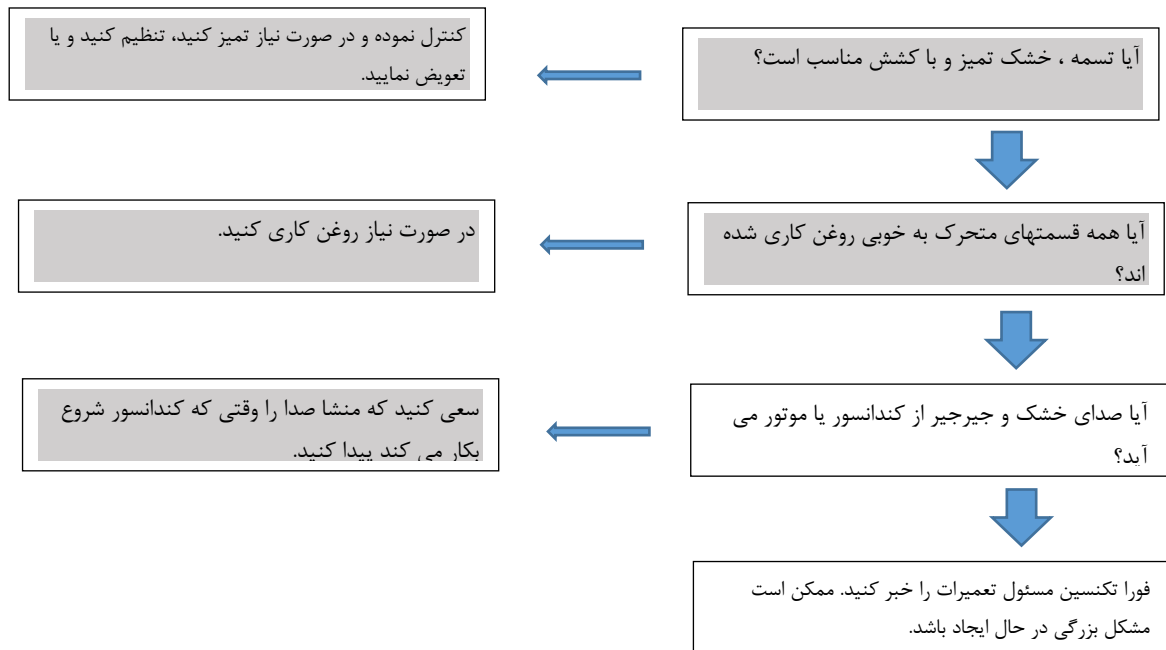 آیا تسمه ، خشک تمیز و با کشش مناسب است؟
کنترل نموده و در صورت نیاز تمیز کنید، تنظیم کنید و یا
تعویض نمایید.
آیا همه قسمتهای متحرک به خوبی روغن کاری شده
اند؟
در صورت نیاز روغن کاری کنید.
آیا صدای خشک و جیرجیر از کندانسور یا موتور می
آید؟
سعی کنید که منشا صدا را وقتی که کندانسور شروع
بکار می کند پیدا کنید.
فورا تکنسین مسئول تعمیرات را خبر کنید. ممکن است
مشکل بزرگی در حال ایجاد باشد.